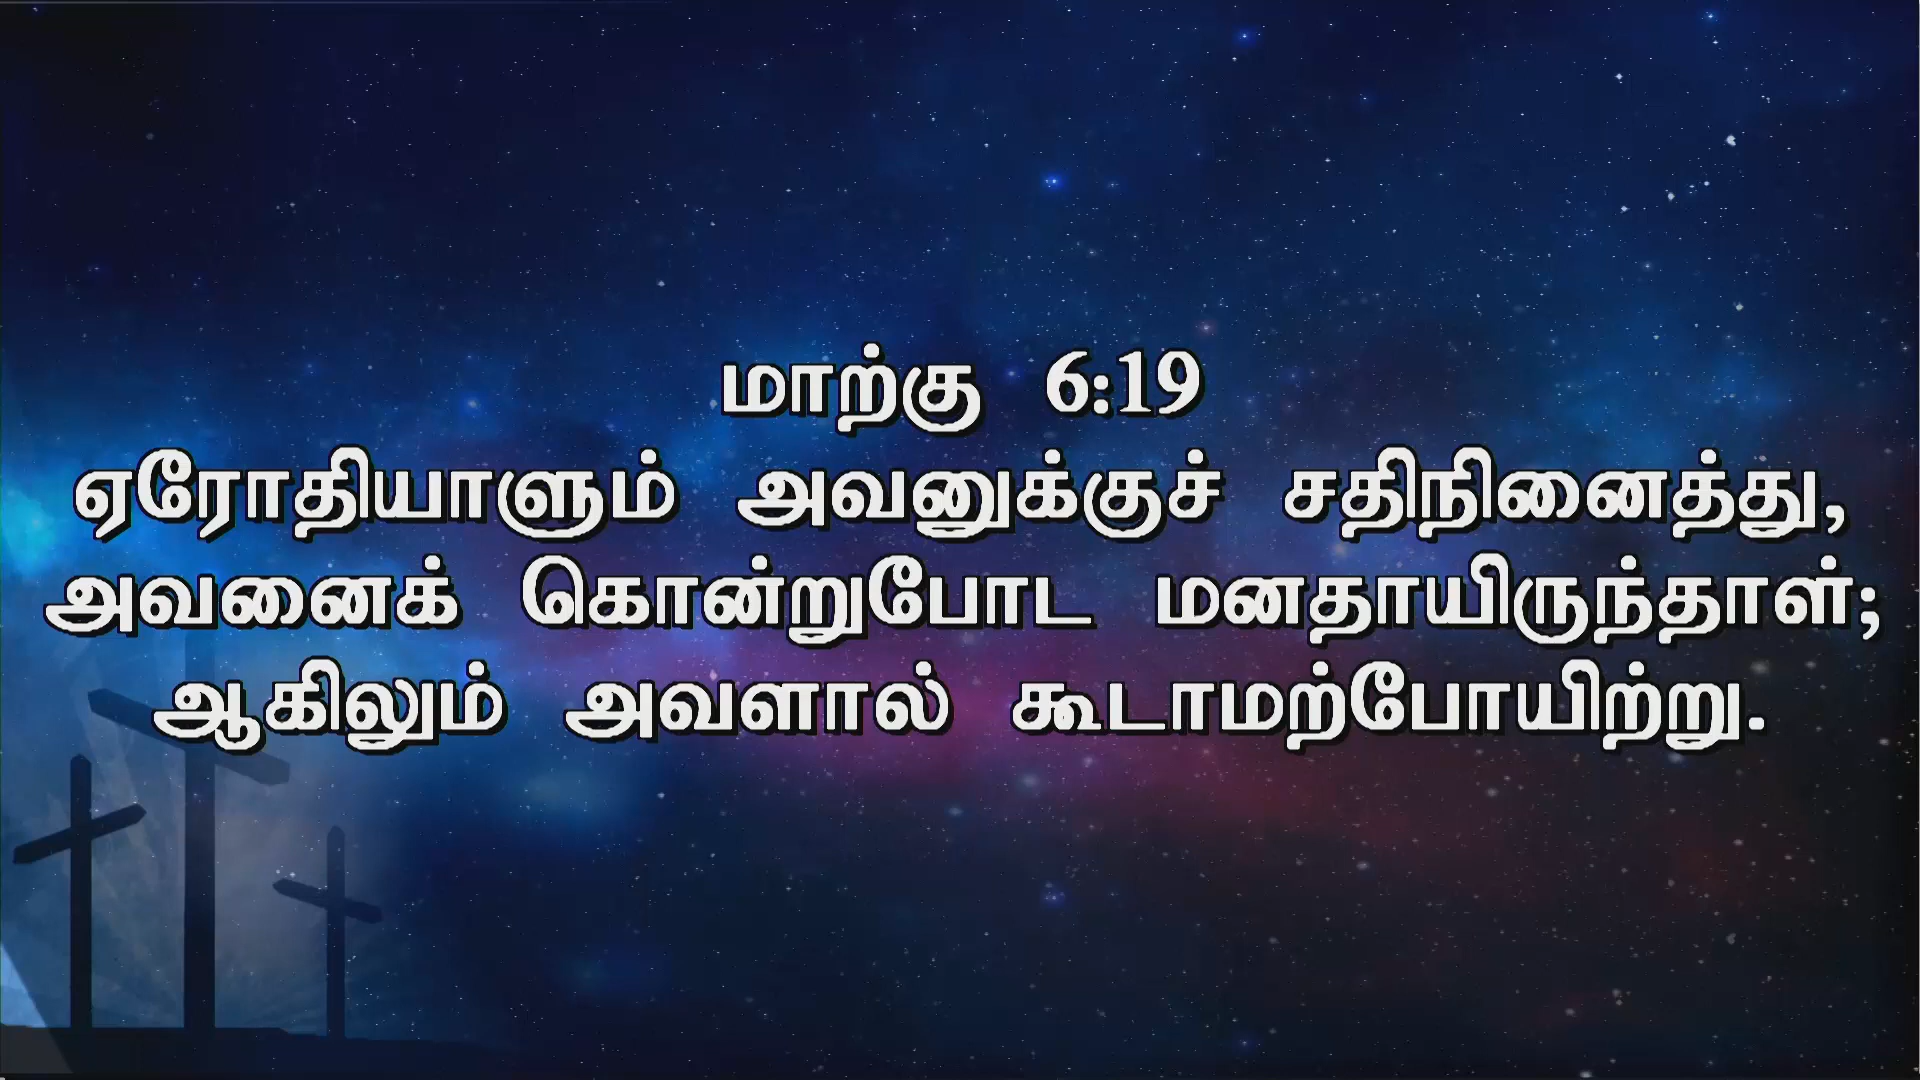 மாற்கு 6:19
ஏரோதியாளும் அவனுக்குச் சதிநினைத்து,
அவனைக் கொன்றுபோட மனதாயிருந்தாள்;
ஆகிலும் அவளால் கூடாமற்போயிற்று.